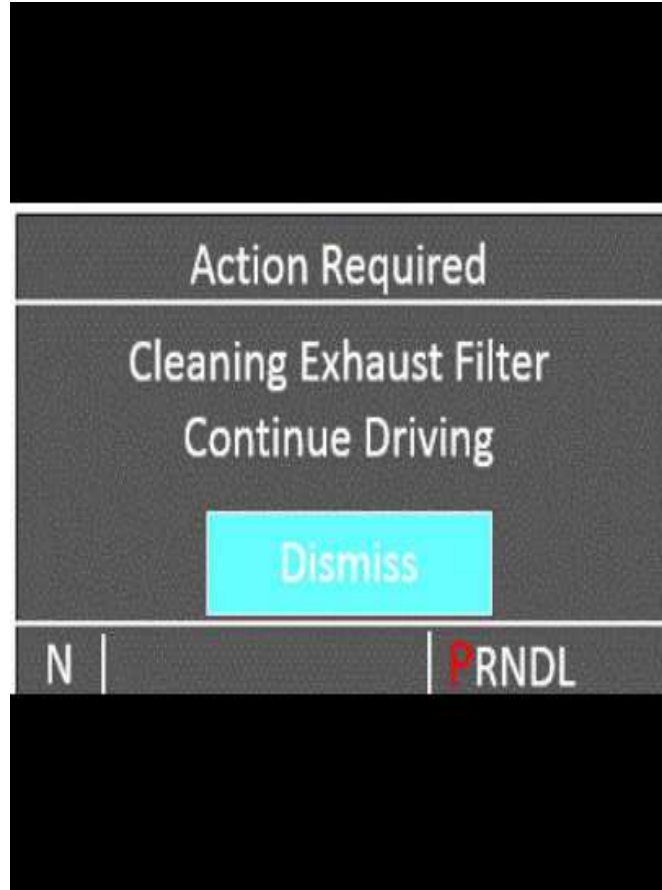 Action Required
Cleaning Exhaust Filter
Continue Driving
Dismiss
N PRNDL